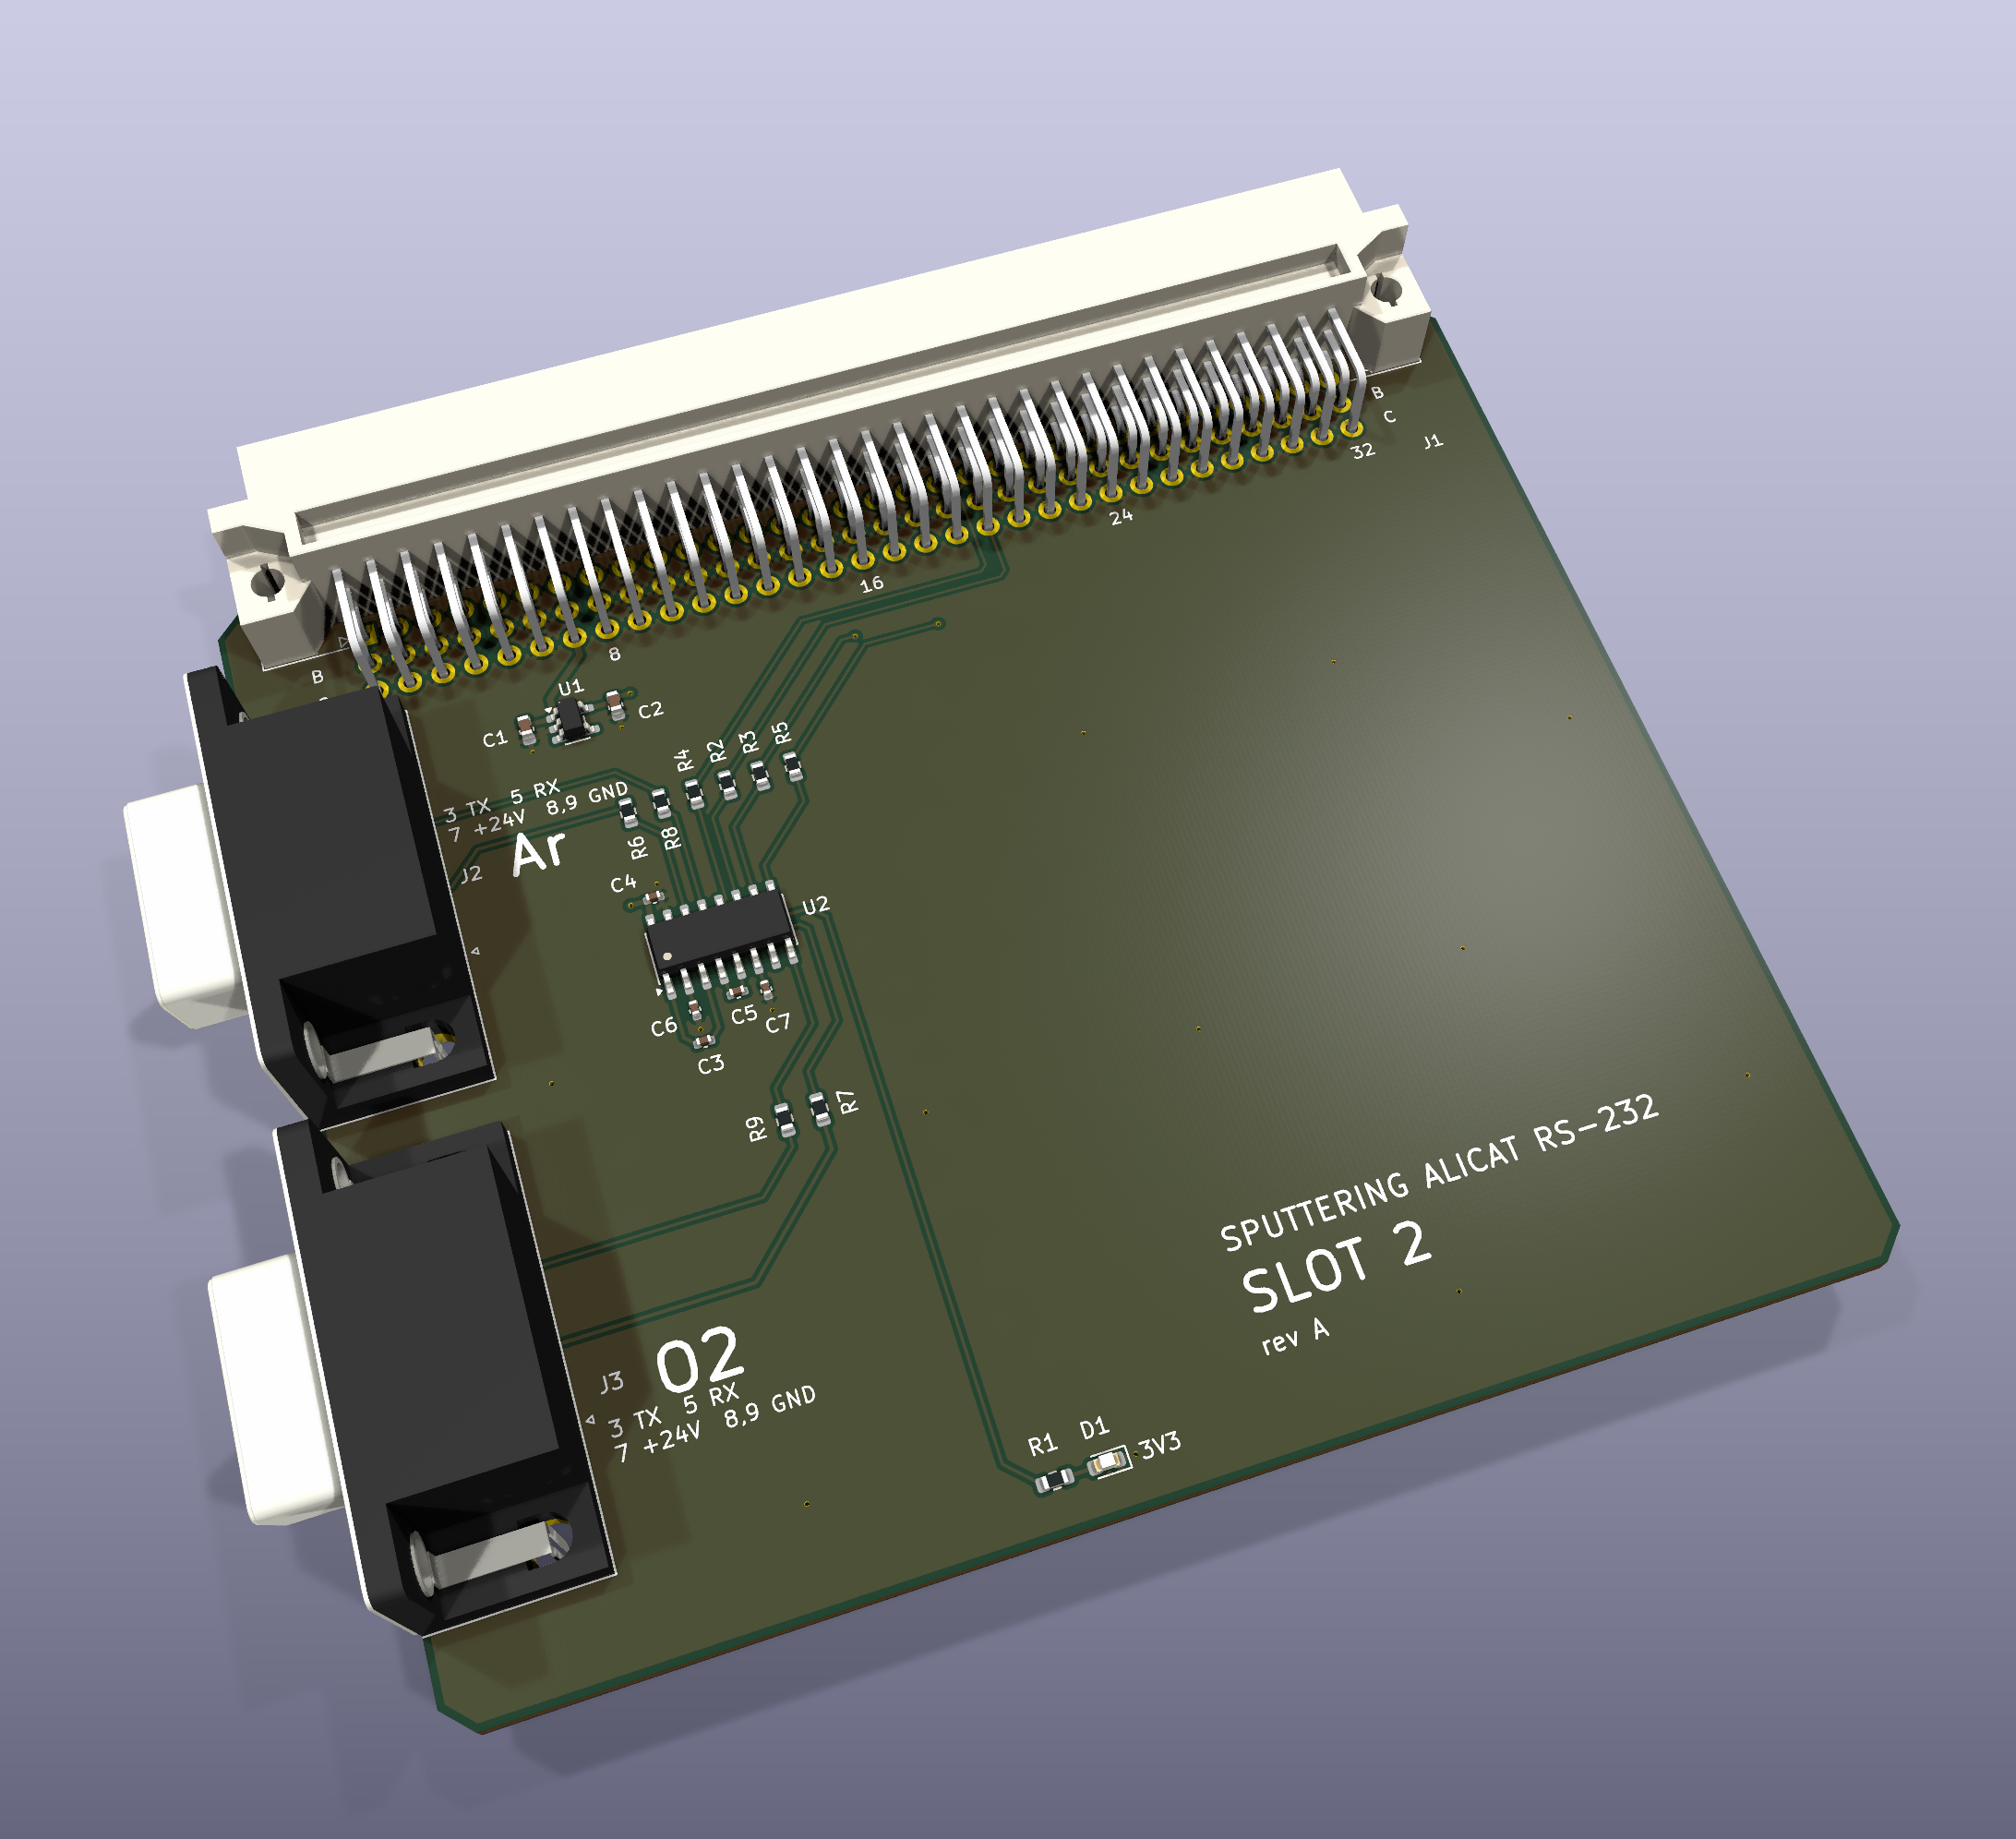 B
C
J1
32
24
16
8
B
U1
C1
C2
R4
R2
R3
R5
3 TX 5 RX
7 +24V 8,9 GND
Ar
J2
R6
R8
C4
U2
C6
C5
C7
C3
R9
R7
SPUTTERING ALICAT RS-232
SLOT 2
rev A
J3
O2
3 TX 5 RX
7 +24V 8,9 GND
R1
D1
3V3